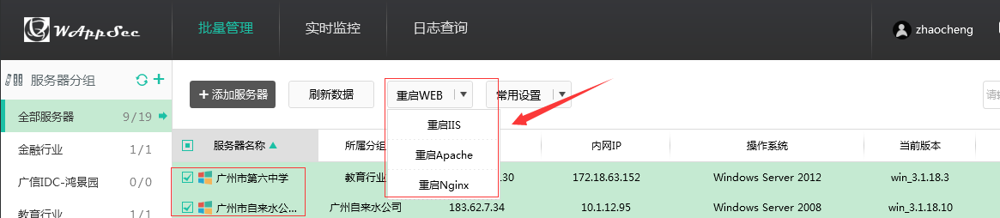 WAppSec
批量管理
实时监控
日志查询
zhaocheng
服务器分组
添加服务器
刷新数据
重启WEB
常用设置
全部服务器 9/19
重启IIS
服务器名称
所属分组
内网IP
操作系统
当前版本
金融行业 1/1
重启Apache
广州市第六中学 教育行业 .30 172.18.63.152 Windows Server 2012 win_3.1.18.3
广信IDC-鸿景园 0/0
重启Nginx
广州市自来水公... 广州自来水公司 183.62.7.34 10.1.12.95 Windows Server 2008 win_3.1.18.10
教育行业 1/1